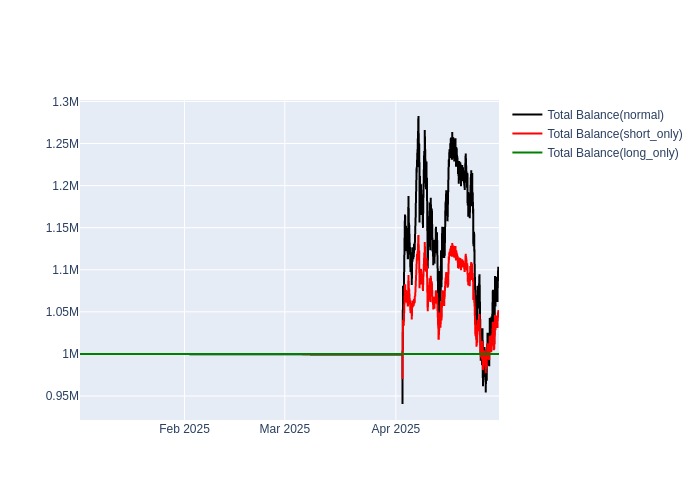 1.3M
1.25M
1.2M
1.15M
1.1M
1.05M
1M
0.95M
Feb 2025
Mar 2025
Apr 2025
Total Balance(normal)
Total Balance(short_only)
Total Balance(long_only)